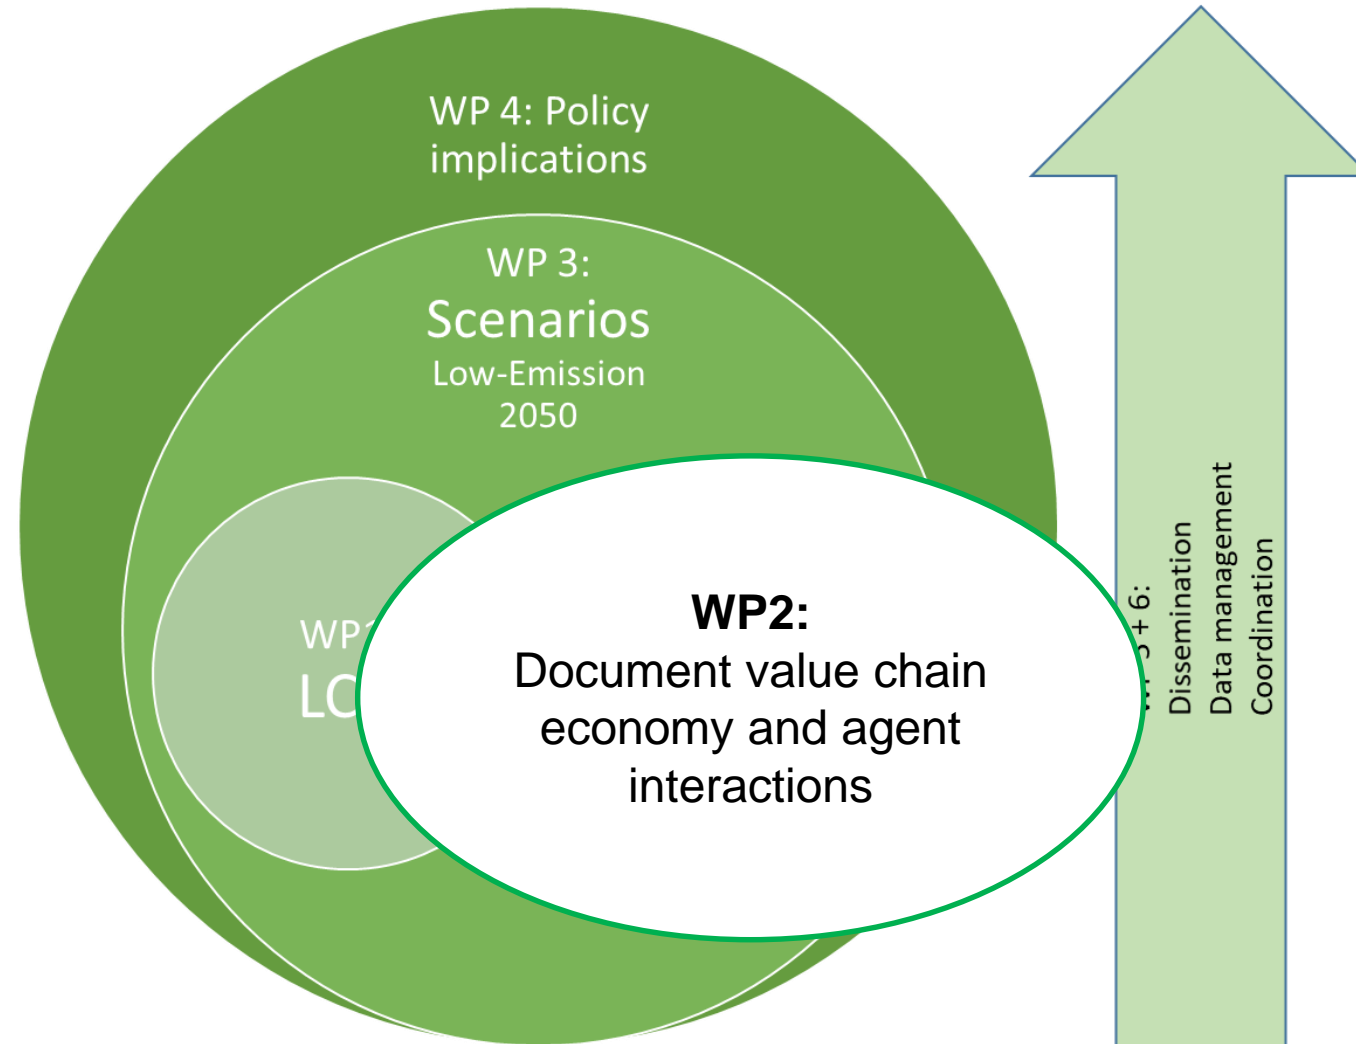 WP 4: Policy
implications
WP 3:
Scenarios
Low-Emission
2050
WP2:
Document value chain
economy and agent
interactions
+ 6:
Dissemination
Data management
Coordination